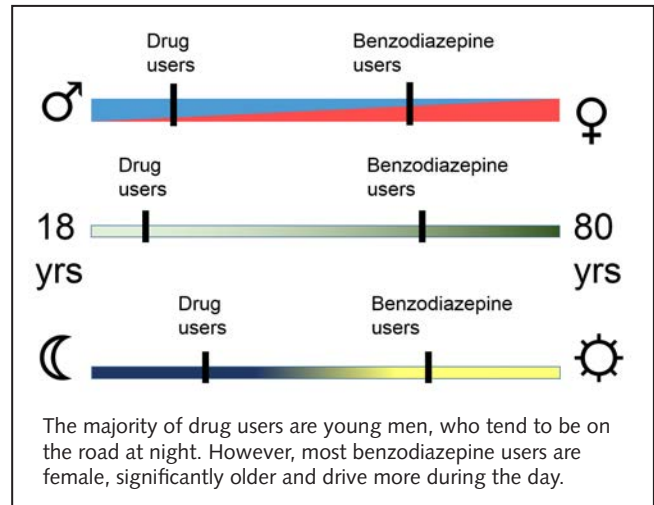 Drug
users
Benzodiazepine
users
Drug
users
Benzodiazepine
users
18
yrs
80
yrs
Drug
users
Benzodiazepine
users
The majority of drug users are young men, who tend to be on
the road at night. However, most benzodiazepine users are
female, significantly older and drive more during the day.